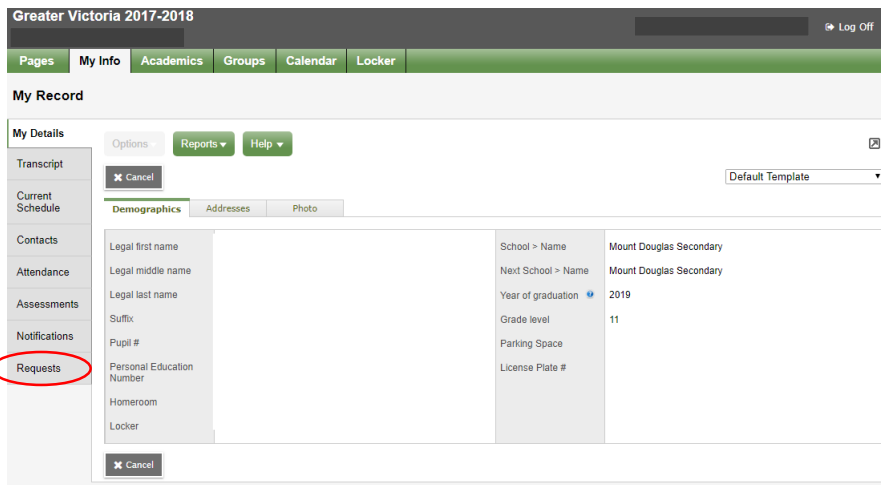 Greater Victoria 2017-2018
Log Off
Pages My Info Academics Groups Calendar Locker
My Record
My Details
Transcript
Current
Schedule
Contacts
Attendance
Assessments
Notifications
Requests
Options Reports Help
Cancel
Default Template
Demographics Addresses Photo
Legal first name
Legal middle name
Legal last name
Suffix
Pupil #
Personal Education
Number
Homeroom
Locker
School > Name Mount Douglas Secondary
Next School > Name Mount Douglas Secondary
Year of graduation 2019
Grade level 11
Parking Space
License Plate #
Cancel